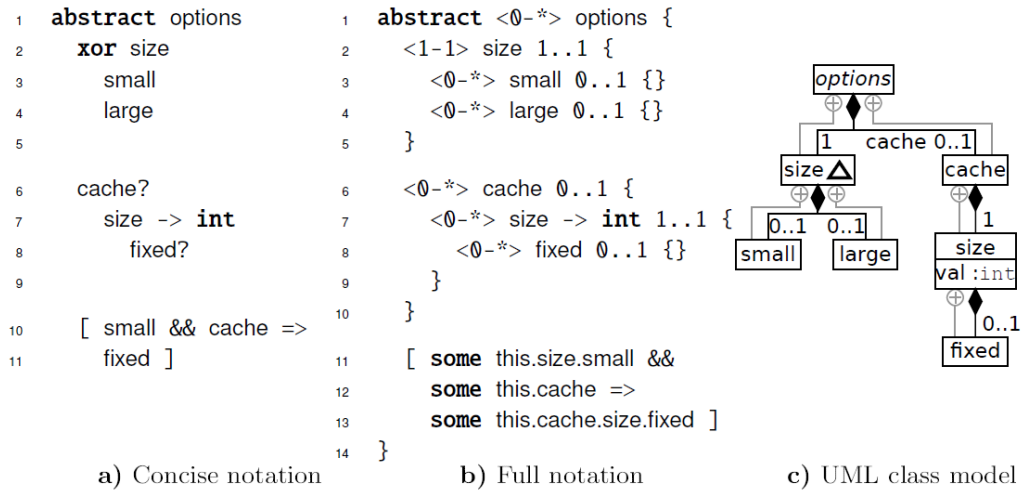 1 abstract options
2 xor size
3 small
4 large
5
6 cache?
7 size -> int
8 fixed?
9
10 [ small && cache =>
11 fixed ]
a) Concise notation
1 abstract <0-*> options {
2 <1-1> size 1..1 {
3 <0-*> small 0..1 {}
4 <0-*> large 0..1 {}
5 }
6 <0-*> cache 0..1 {
7 <0-*> size -> int 1..1 {
8 <0-*> fixed 0..1 {}
9 }
10 }
11 [ some this.size.small &&
12 some this.cache =>
13 some this.cache.size.fixed ]
14 }
b) Full notation
options
1 cache 0..1
size cache
0..1 0..1 1
small large size
val :int
0..1
fixed
c) UML class model